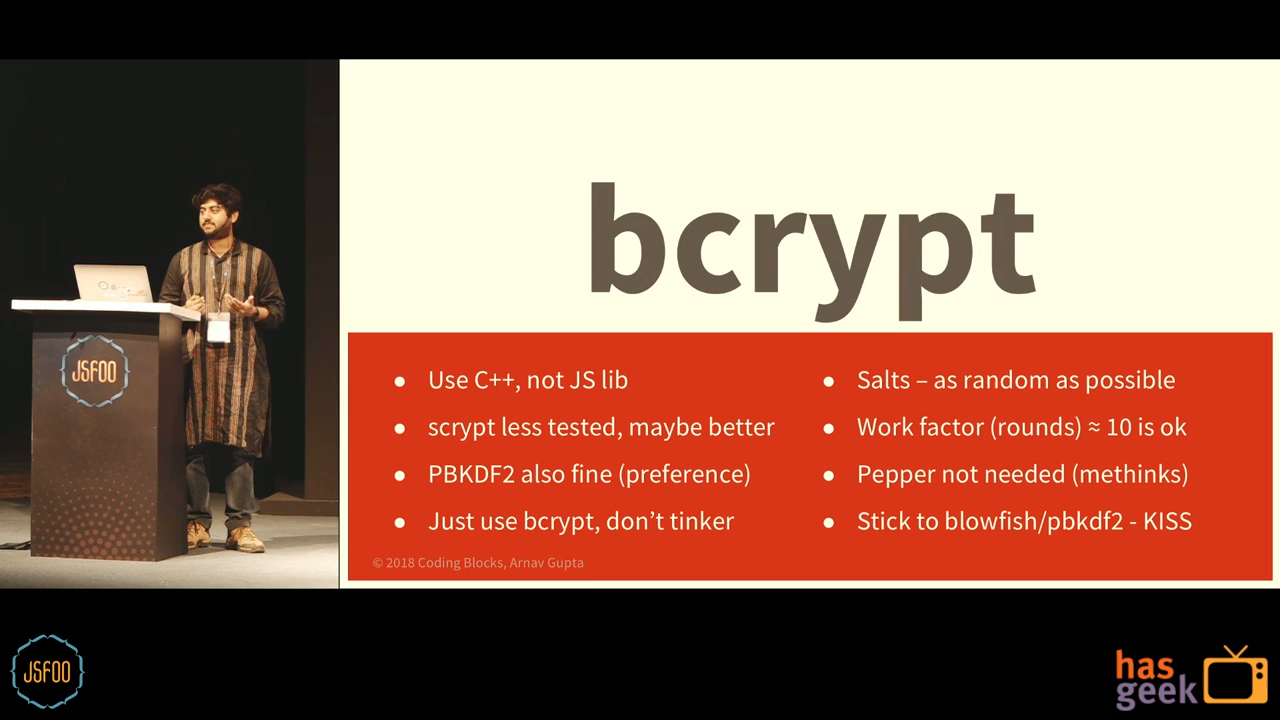 bcrypt
● Use C++, not JS lib
● scrypt less tested, maybe better
● PBKDF2 also fine (preference)
● Just use bcrypt, don’t tinker
● Salts – as random as possible
● Work factor (rounds) ≈ 10 is ok
● Pepper not needed (methinks)
● Stick to blowfish/pbkdf2 - KISS
© 2018 Coding Blocks, Arnav Gupta
JSFOO
JSFOO
has
geek